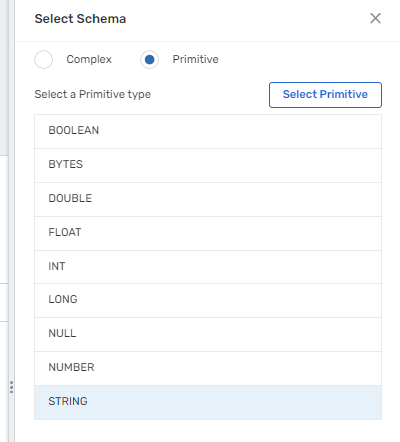 Select Schema
Complex Primitive
Select a Primitive type Select Primitive
BOOLEAN
BYTES
DOUBLE
FLOAT
INT
LONG
NULL
NUMBER
STRING